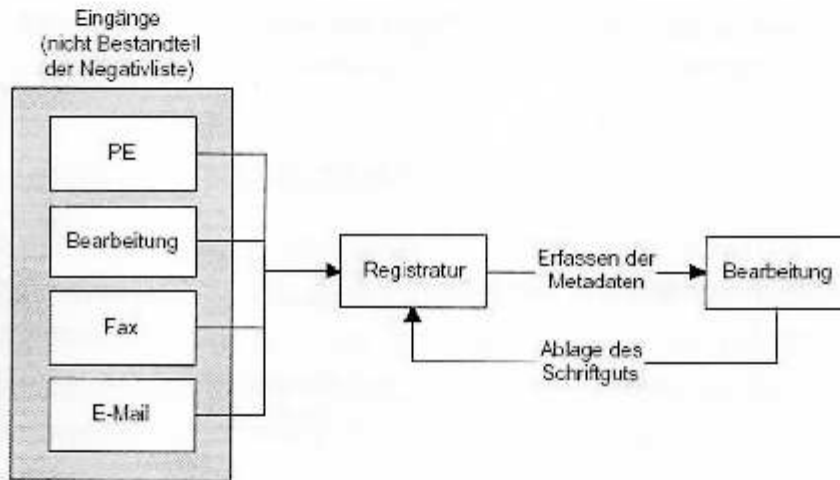 Eingänge
(nicht Bestandteil
der Negativliste)
PE
Bearbeitung
Fax
E-Mail
Registratur
Erfassen der
Metadaten
Bearbeitung
Ablage des
Schriftguts